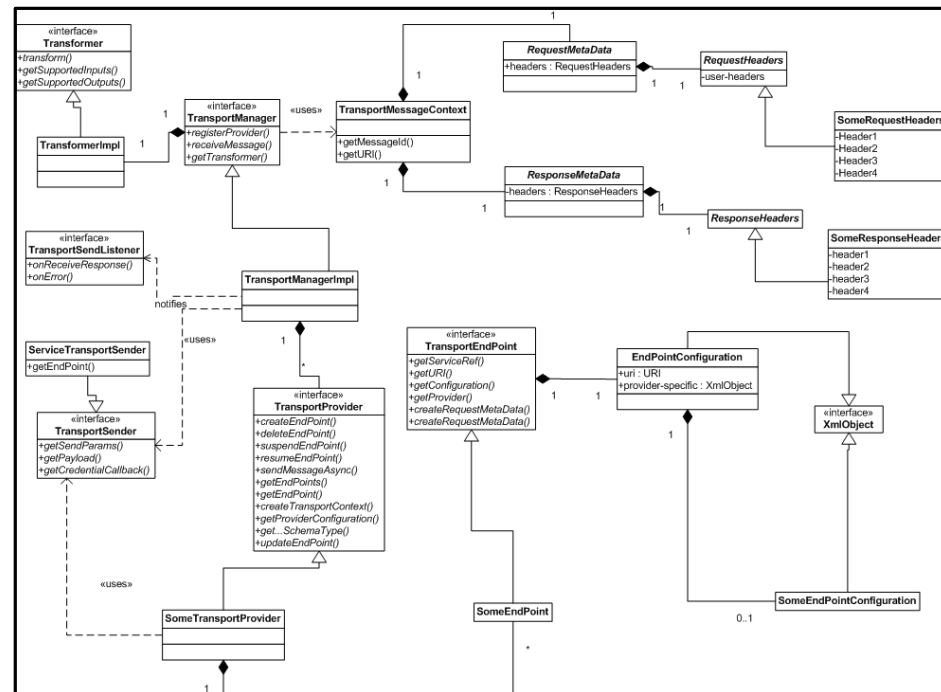 «interface»
Transformer
+transform()
+getSupportedInputs()
+getSupportedOutputs()
TransformerImpl
1
1
«interface»
TransportManager
+registerProvider()
+receiveMessage()
+getTransformer()
«uses»
TransportMessageContext
+getMessageId()
+getURI()
1
1
RequestMetaData
+headers : RequestHeaders
1
1
RequestHeaders
-user-headers
SomeRequestHeaders
-Header1
-Header2
-Header3
-Header4
1
1
ResponseMetaData
-headers : ResponseHeaders
1
1
ResponseHeaders
SomeResponseHeader
-header1
-header2
-header3
-header4
«interface»
TransportSendListener
+onReceiveResponse()
+onError()
notifies
TransportManagerImpl
«uses»
1
*
ServiceTransportSender
+getEndPoint()
«interface»
TransportSender
+getSendParams()
+getPayload()
+getCredentialCallback()
«interface»
TransportProvider
+createEndPoint()
+deleteEndPoint()
+suspendEndPoint()
+resumeEndPoint()
+sendMessageAsync()
+getEndPoints()
+getEndPoint()
+createTransportContext()
+getProviderConfiguration()
+get...SchemaType()
+updateEndPoint()
«interface»
TransportEndPoint
+getServiceRef()
+getURI()
+getConfiguration()
+getProvider()
+createRequestMetaData()
+createRequestMetaData()
1
1
EndPointConfiguration
+uri : URI
+provider-specific : XmlObject
1
«interface»
XmlObject
«uses»
SomeTransportProvider
1
SomeEndPoint
*
SomeEndPointConfiguration
0..1